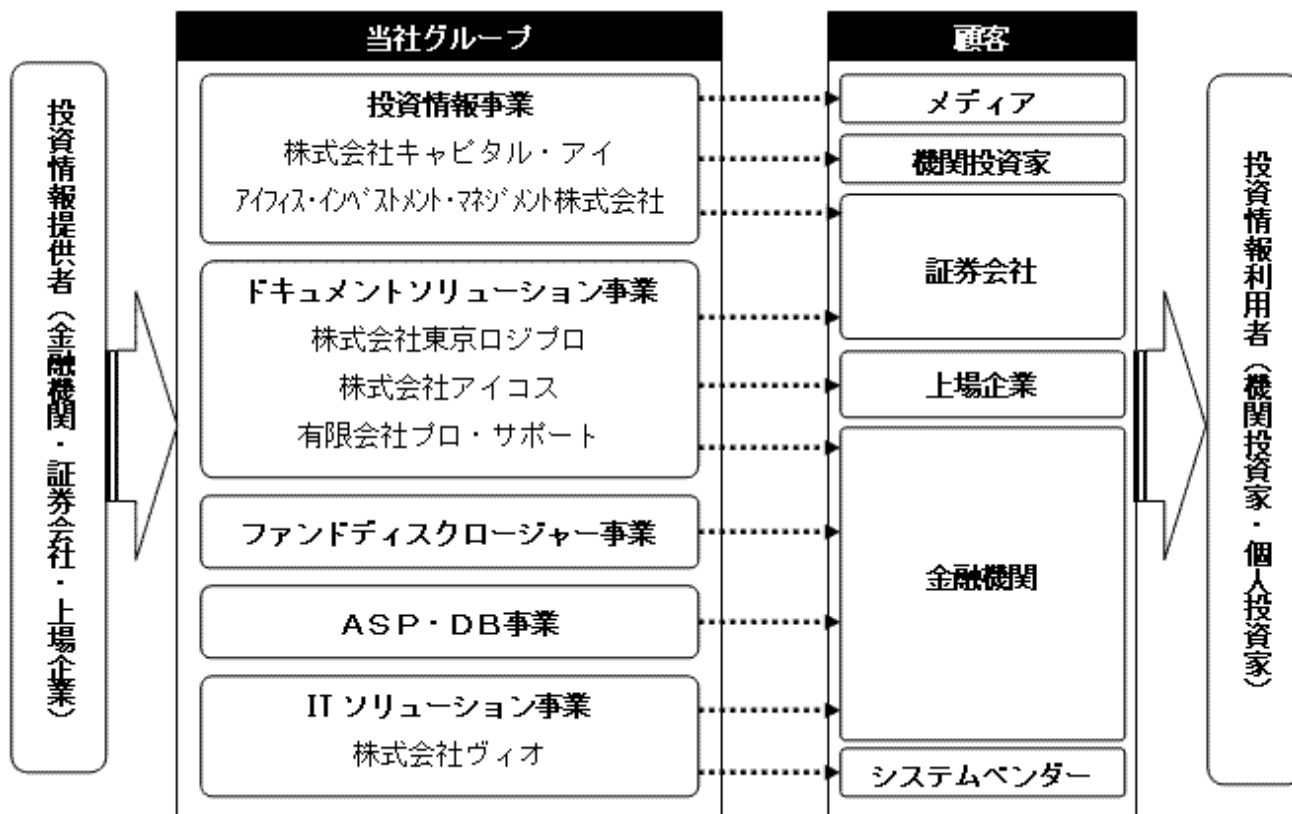 投資情報提供者（金融機関・証券会社・上場企業）
当社グループ
投資情報事業
株式会社キャピタル・アイ
ｱｲﾌｨｽ・ｲﾝﾍﾞｽﾄﾒﾝﾄ・ﾏﾈｼﾞﾒﾝﾄ株式会社
ドキュメントソリューション事業
株式会社東京ロジプロ
株式会社アイコス
有限会社プロ・サポート
ファンドディスクロージャー事業
ＡＳＰ・ＤＢ事業
IT ソリューション事業
株式会社ヴィオ
顧客
メディア
機関投資家
証券会社
上場企業
金融機関
システムベンダー
投資情報利用者（機関投資家・個人投資家）